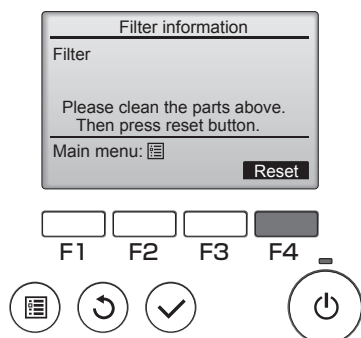 Filter information
Filter
Please clean the parts above.
Then press reset button.
Main menu:
Reset
F1 F2 F3 F4